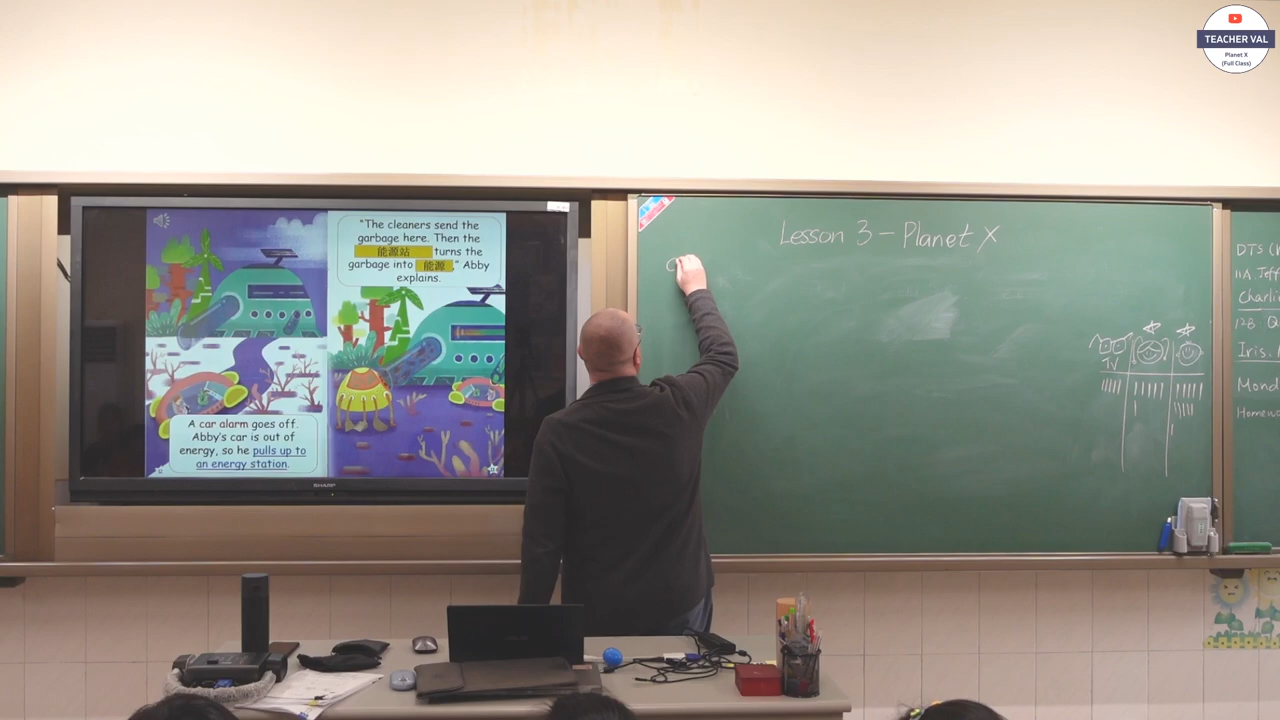 TEACHER VAL
Planet X
(Full Class)
"The cleaners send the
garbage here. Then the
能源站 turns the
garbage into 能源," Abby
explains.
A car alarm goes off.
Abby's car is out of
energy, so he pulls up to
an energy station.
SHARP
Lesson 3 - Planet X
DTS
11A. Jeff
Charli
12B.
Iris.
Mond
Homew